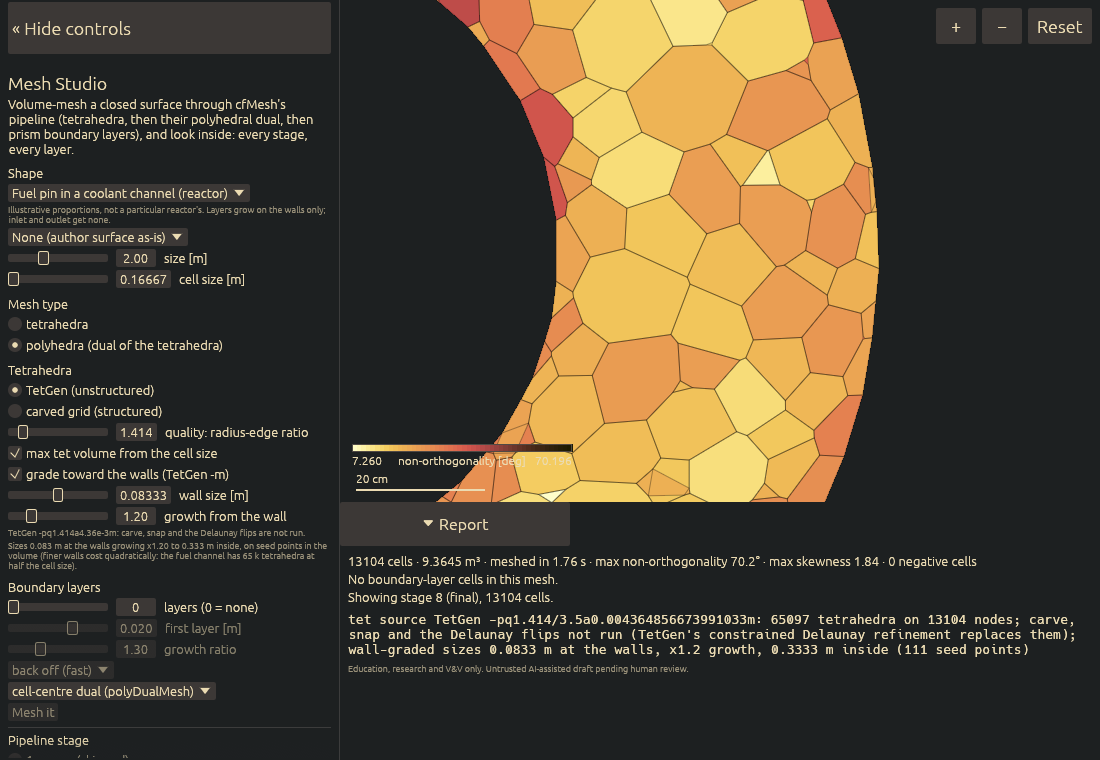 « Hide controls
+
−
Reset
Mesh Studio
Volume-mesh a closed surface through cfMesh's
pipeline (tetrahedra, then their polyhedral dual, then
prism boundary layers), and look inside: every stage,
every layer.
Shape
Fuel pin in a coolant channel (reactor)
Illustrative proportions, not a particular reactor's. Layers grow on the walls only;
inlet and outlet get none.
None (author surface as-is)
2.00 size [m]
0.16667 cell size [m]
Mesh type
tetrahedra
polyhedra (dual of the tetrahedra)
Tetrahedra
TetGen (unstructured)
carved grid (structured)
1.414 quality: radius-edge ratio
max tet volume from the cell size
grade toward the walls (TetGen -m)
0.08333 wall size [m]
1.20 growth from the wall
TetGen -pq1.414a4.36e-3m: carve, snap and the Delaunay flips are not run.
Sizes 0.083 m at the walls growing x1.20 to 0.333 m inside, on seed points in the
volume (finer walls cost quadratically: the fuel channel has 65 k tetrahedra at
half the cell size).
Boundary layers
0 layers (0 = none)
0.020 first layer [m]
1.30 growth ratio
back off (fast)
cell-centre dual (polyDualMesh)
Mesh it
Pipeline stage
7.260 non-orthogonality [deg] 70.196
20 cm
Report
13104 cells · 9.3645 m³ · meshed in 1.76 s · max non-orthogonality 70.2° · max skewness 1.84 · 0 negative cells
No boundary-layer cells in this mesh.
Showing stage 8 (final), 13104 cells.
tet source TetGen -pq1.414/3.5a0.004364856673991033m: 65097 tetrahedra on 13104 nodes; carve,
snap and the Delaunay flips not run (TetGen's constrained Delaunay refinement replaces them);
wall-graded sizes 0.0833 m at the walls, x1.2 growth, 0.3333 m inside (111 seed points)
Education, research and V&V only. Untrusted AI-assisted draft pending human review.